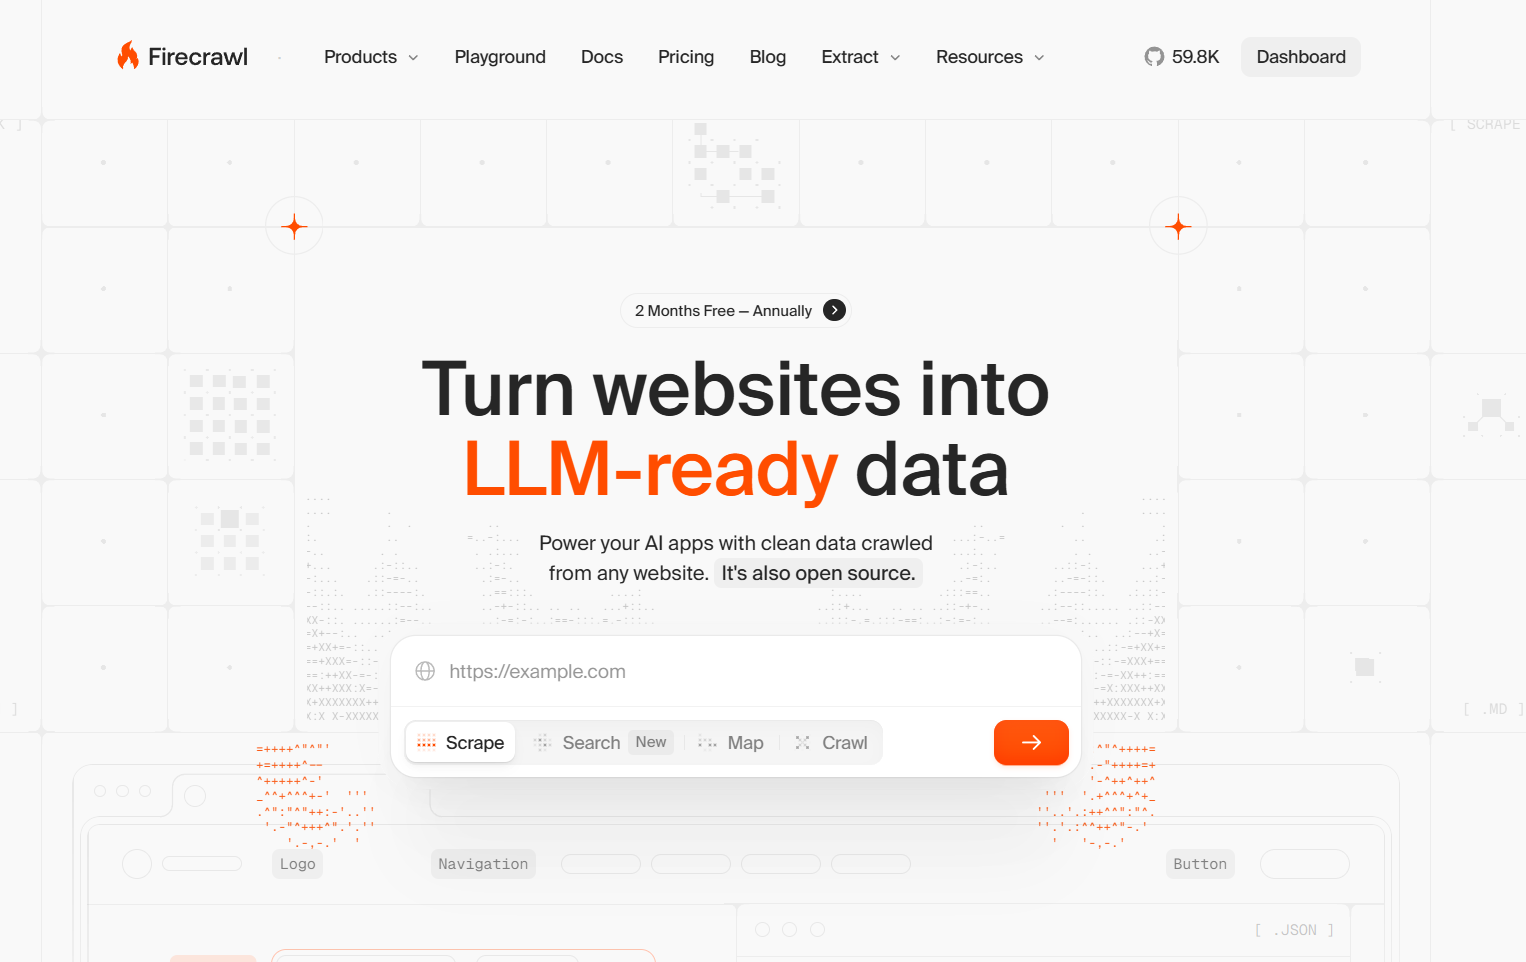 Firecrawl
Products
Playground
Docs
Pricing
Blog
Extract
Resources
59.8K
Dashboard
]
[ SCRAPE
2 Months Free — Annually
Turn websites into
LLM-ready data
Power your AI apps with clean data crawled
from any website. It's also open source.
https://example.com
Scrape
Search New
Map
Crawl
]
[ .MD ]
Logo
Navigation
Button
[ .JSON ]